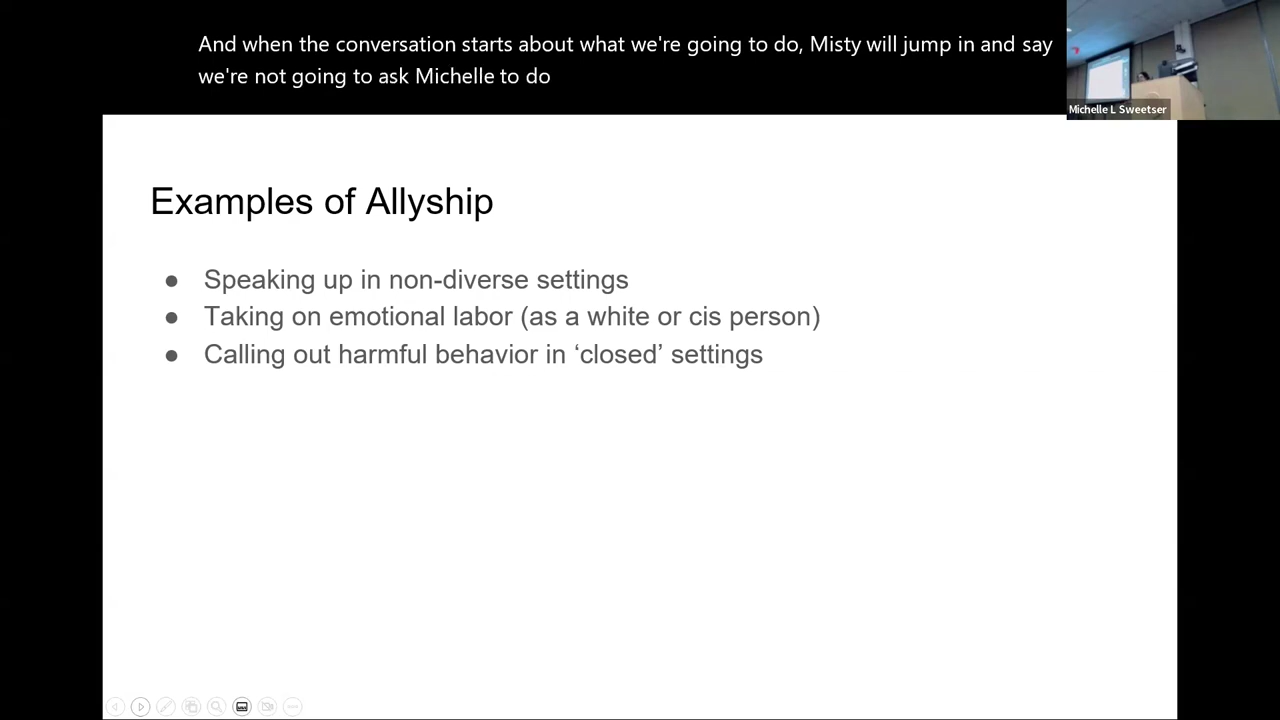 And when the conversation starts about what we're going to do, Misty will jump in and say
we're not going to ask Michelle to do
Michelle L Sweetser
Examples of Allyship
● Speaking up in non-diverse settings
● Taking on emotional labor (as a white or cis person)
● Calling out harmful behavior in ‘closed’ settings